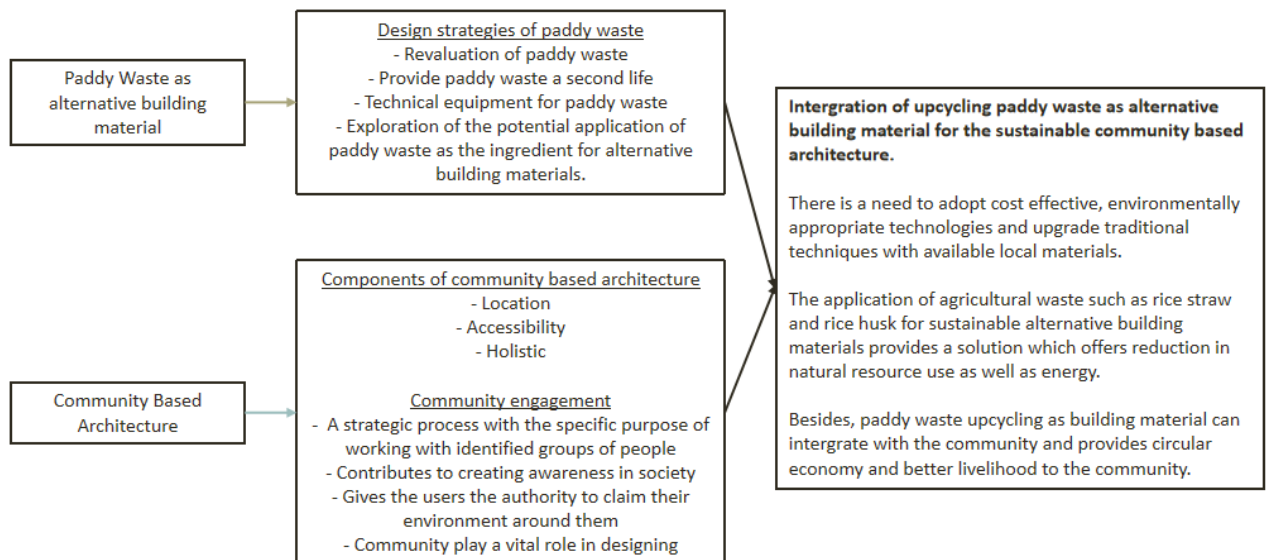 Paddy Waste as
alternative building
material
Design strategies of paddy waste
- Revaluation of paddy waste
- Provide paddy waste a second life
- Technical equipment for paddy waste
- Exploration of the potential application of
paddy waste as the ingredient for alternative
building materials.
Community Based
Architecture
Components of community based architecture
- Location
- Accessibility
- Holistic
Community engagement
- A strategic process with the specific purpose of
working with identified groups of people
- Contributes to creating awareness in society
- Gives the users the authority to claim their
environment around them
- Community play a vital role in designing
Intergration of upcycling paddy waste as alternative
building material for the sustainable community based
architecture.
There is a need to adopt cost effective, environmentally
appropriate technologies and upgrade traditional
techniques with available local materials.
The application of agricultural waste such as rice straw
and rice husk for sustainable alternative building
materials provides a solution which offers reduction in
natural resource use as well as energy.
Besides, paddy waste upcycling as building material can
intergrate with the community and provides circular
economy and better livelihood to the community.